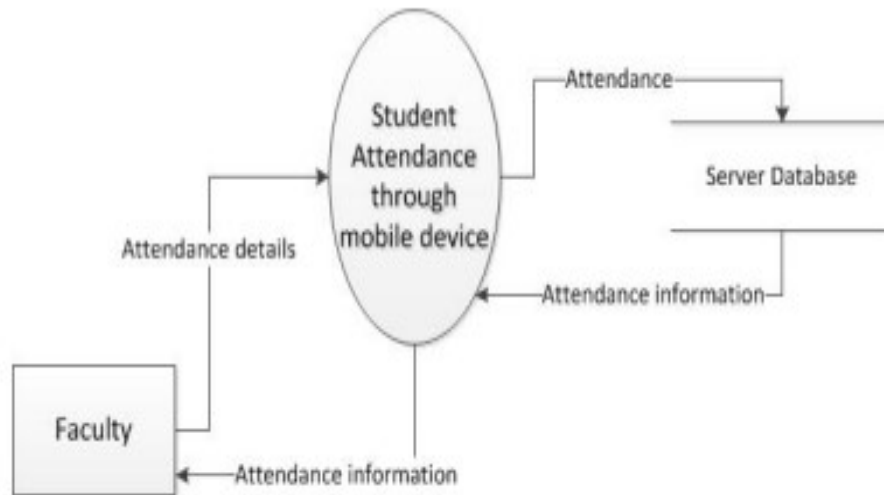 Attendance
Student
Attendance
through
mobile device
Server Database
Attendance details
Attendance information
Faculty
Attendance information